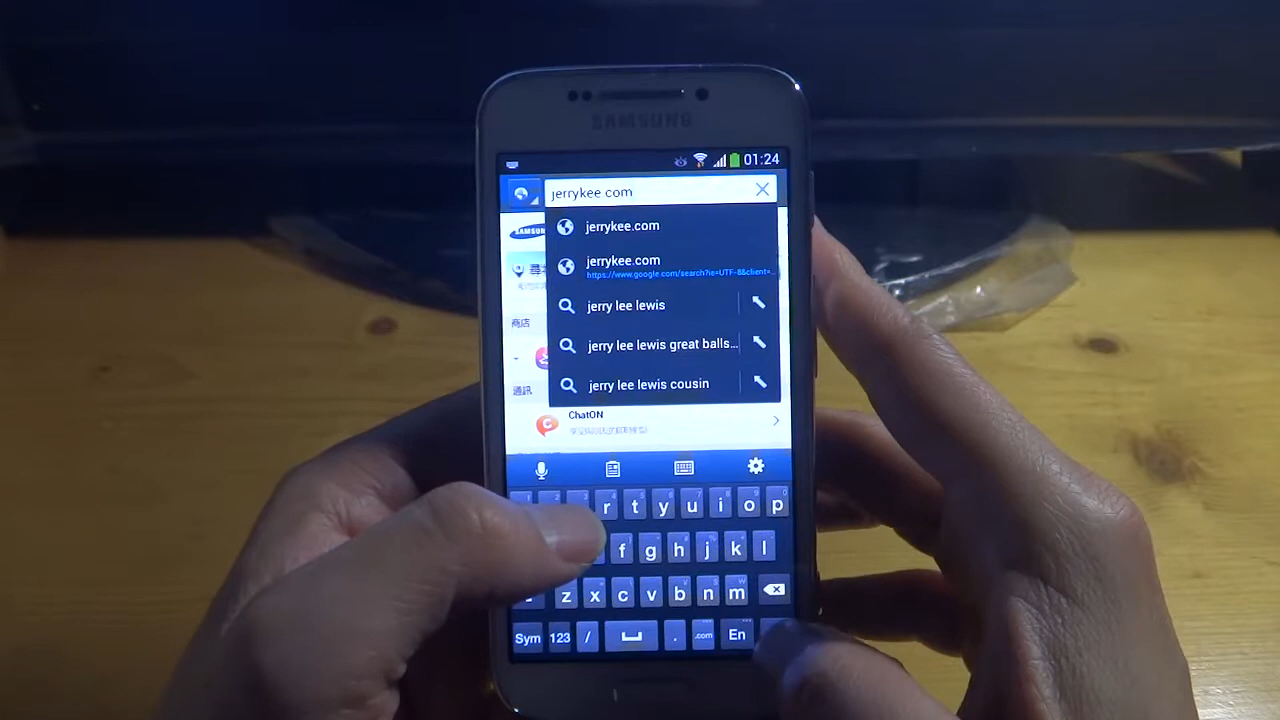 SAMSUNG
01:24
jerrykee com
jerrykee.com
jerrykee.com
https://www.google.com/search?ie=UTF-8&client=...
jerry lee lewis
jerry lee lewis great balls...
jerry lee lewis cousin
SAMSU
尋
商店
通訊
ChatON
r t y u i o p
f g h j k l
z x c v b n m
Sym 123 / . .com En